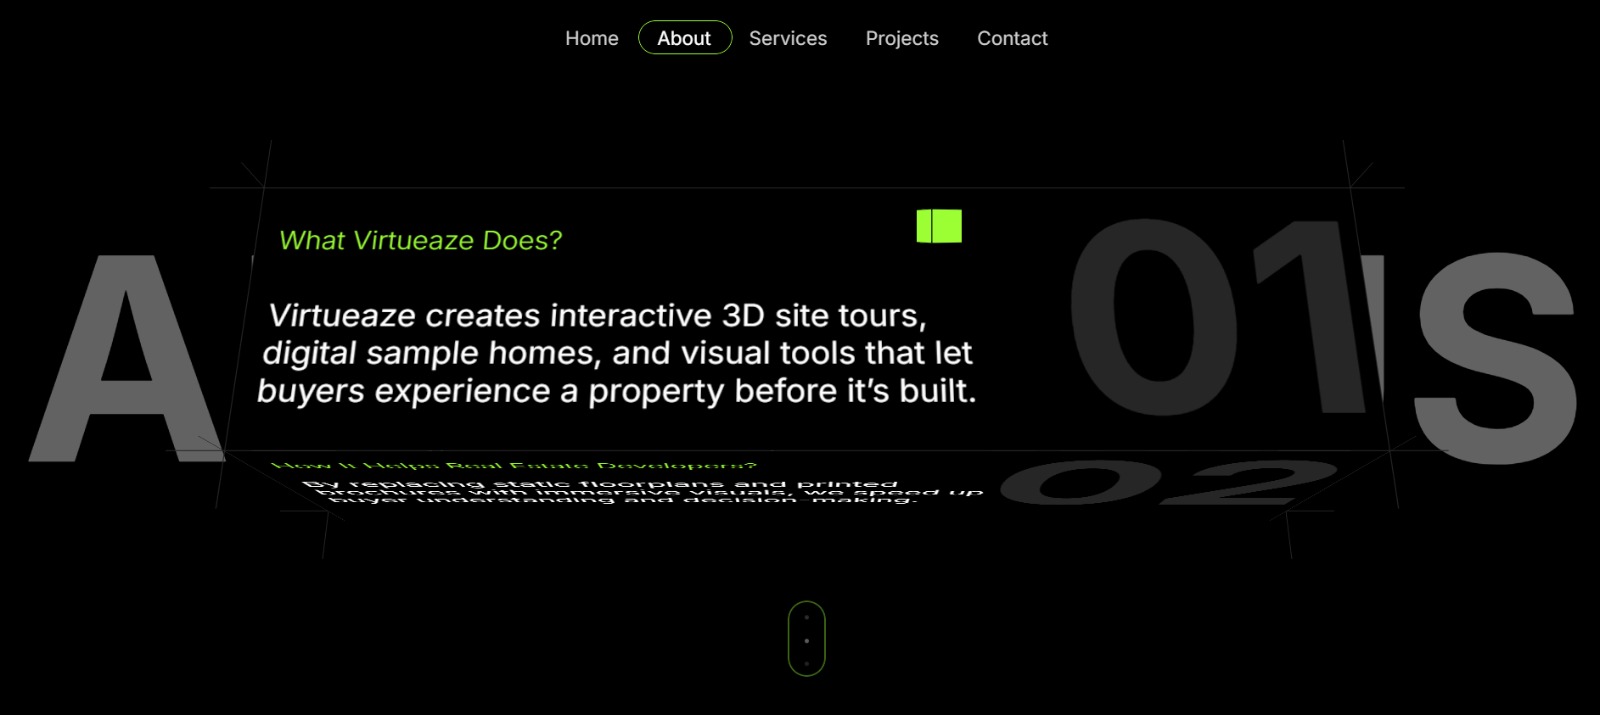 Home About Services Projects Contact
What Virtueaze Does?
01
Virtueaze creates interactive 3D site tours,
digital sample homes, and visual tools that let
buyers experience a property before it’s built.
A
S
How It Helps Real Estate Developers?
02
By replacing static floorplans and printed
brochures with immersive visuals, we speed up
buyer understanding and decision-making.